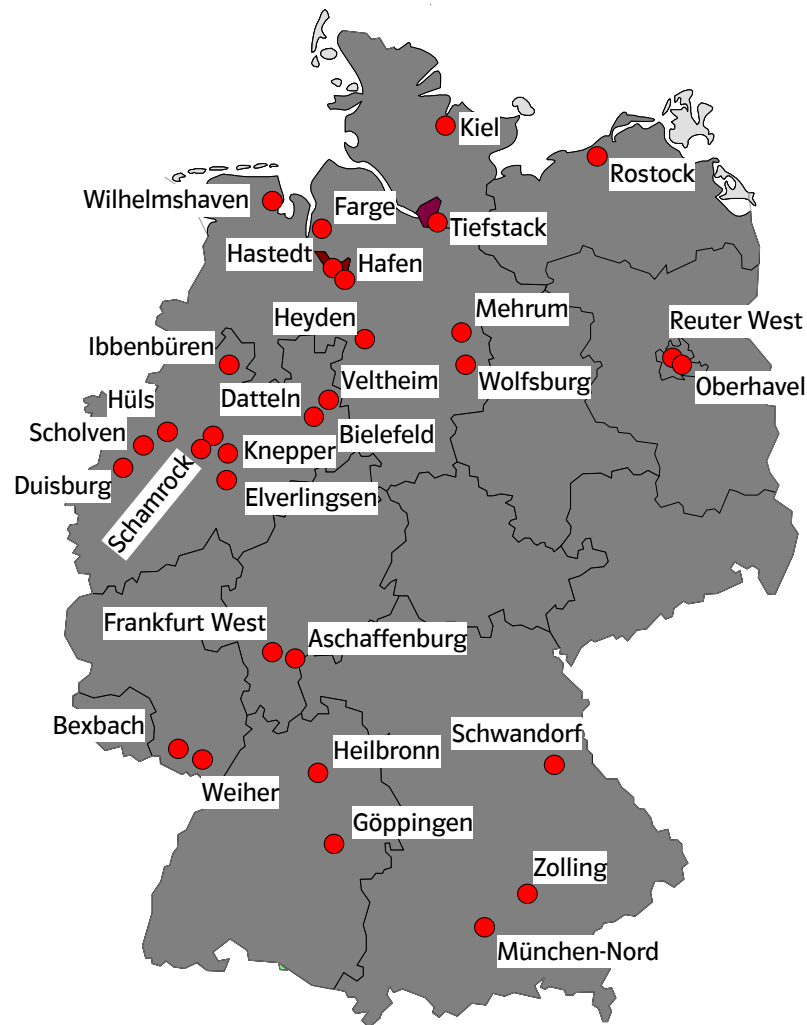 Kiel
Rostock
Wilhelmshaven
Farge
Tiefstack
Hastedt
Hafen
Mehrum
Heyden
Reuter West
Ibbenbüren
Veltheim
Wolfsburg
Oberhavel
Hüls
Datteln
Scholven
Bielefeld
Knepper
Duisburg
Schamrock
Elverlingsen
Frankfurt West
Aschaffenburg
Bexbach
Schwandorf
Heilbronn
Weiher
Göppingen
Zolling
München-Nord